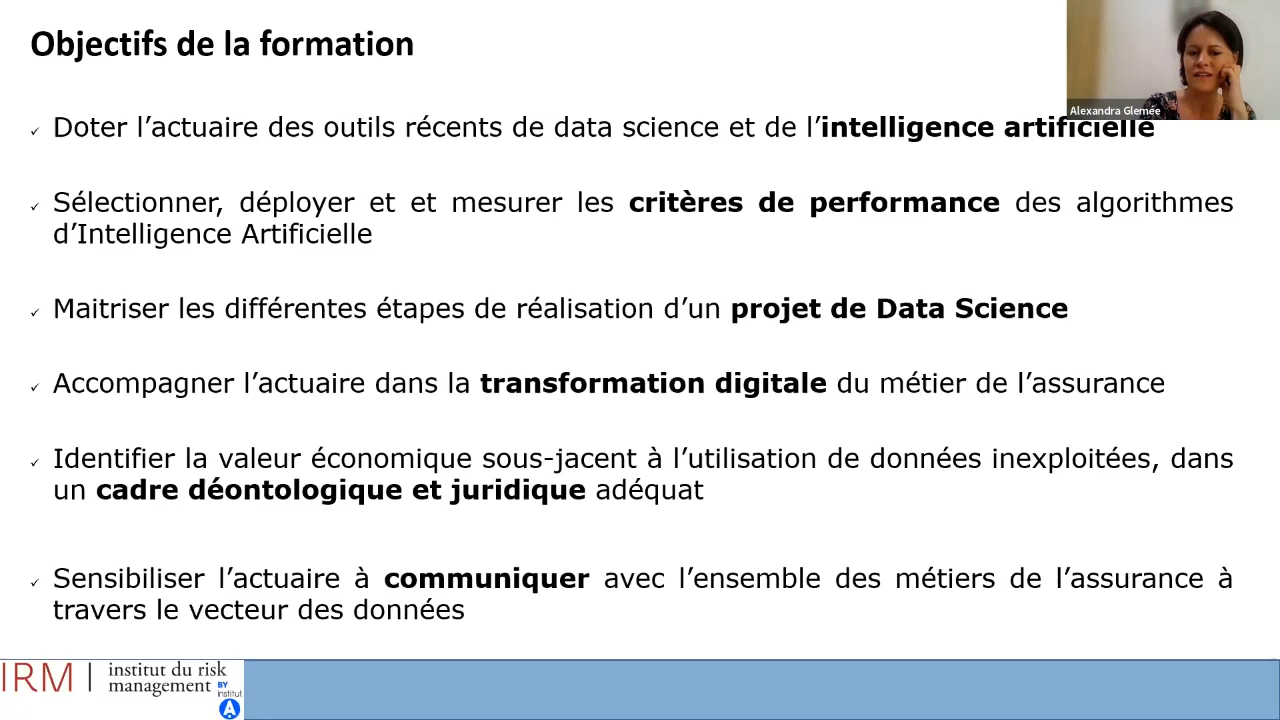 Objectifs de la formation
Alexandra Glemée
✓ Doter l’actuaire des outils récents de data science et de l’intelligence artificielle
✓ Sélectionner, déployer et et mesurer les critères de performance des algorithmes
d’Intelligence Artificielle
✓ Maitriser les différentes étapes de réalisation d’un projet de Data Science
✓ Accompagner l’actuaire dans la transformation digitale du métier de l’assurance
✓ Identifier la valeur économique sous-jacent à l’utilisation de données inexploitées, dans
un cadre déontologique et juridique adéquat
✓ Sensibiliser l’actuaire à communiquer avec l’ensemble des métiers de l’assurance à
travers le vecteur des données
IRM | institut du risk
management BY
Institut.
A